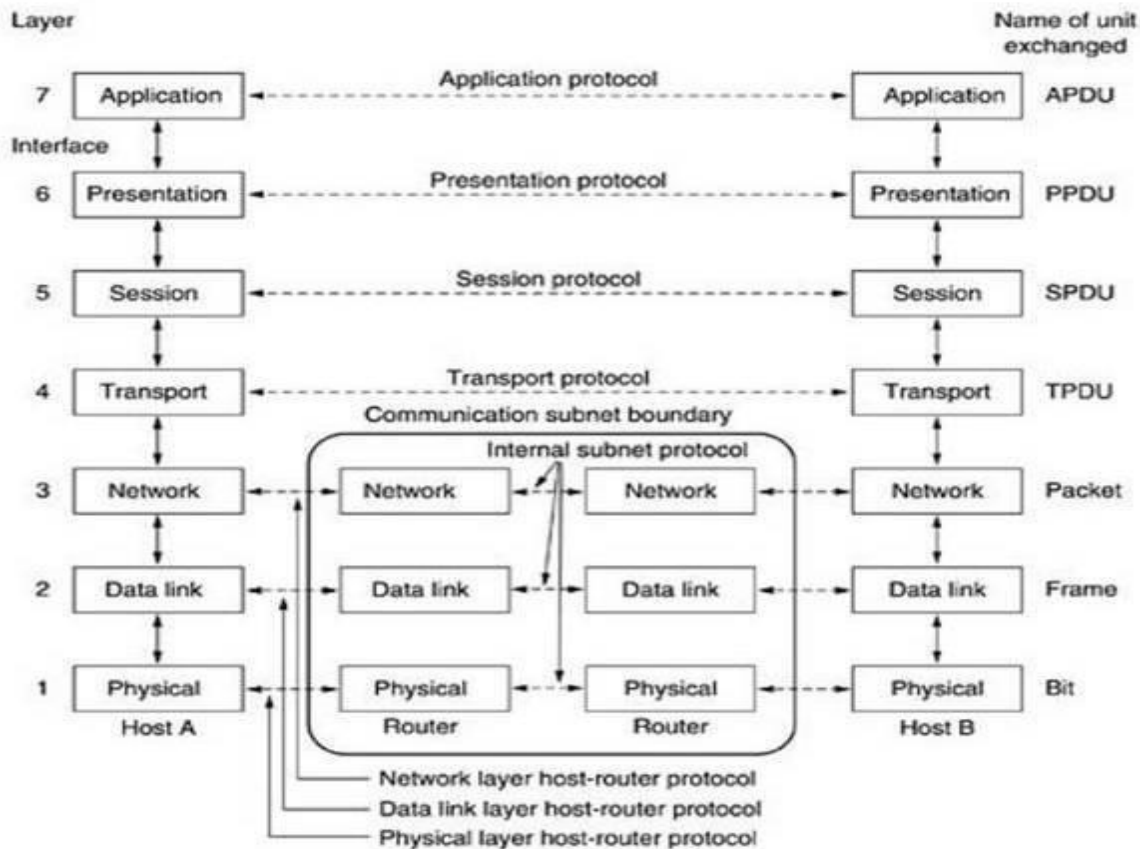 Layer
Name of unit
exchanged
Application protocol
7 Application Application APDU
Interface
Presentation protocol
6 Presentation Presentation PPDU
Session protocol
5 Session Session SPDU
Transport protocol
4 Transport Transport TPDU
Communication subnet boundary
Internal subnet protocol
3 Network Network Network Network Packet
2 Data link Data link Data link Data link Frame
1 Physical Physical Physical Physical Bit
Host A Router Router Host B
Network layer host-router protocol
Data link layer host-router protocol
Physical layer host-router protocol